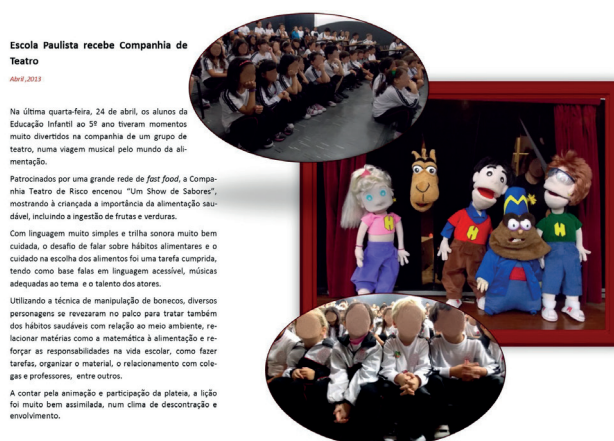 Escola Paulista recebe Companhia de
Teatro
Abril ,2013
Na última quarta-feira, 24 de abril, os alunos da
Educação Infantil ao 5º ano tiveram momentos
muito divertidos na companhia de um grupo de
teatro, numa viagem musical pelo mundo da ali-
mentação.
Patrocinados por uma grande rede de fast food, a Compa-
nhia Teatro de Risco encenou "Um Show de Sabores",
mostrando à criançada a importância da alimentação sau-
dável, incluindo a ingestão de frutas e verduras.
Com linguagem muito simples e trilha sonora muito bem
cuidada, o desafio de falar sobre hábitos alimentares e o
cuidado na escolha dos alimentos foi uma tarefa cumprida,
tendo como base falas em linguagem acessível, músicas
adequadas ao tema e o talento dos atores.
Utilizando a técnica de manipulação de bonecos, diversos
personagens se revezaram no palco para tratar também
dos hábitos saudáveis com relação ao meio ambiente, re-
lacionar matérias como a matemática à alimentação e re-
forçar as responsabilidades na vida escolar, como fazer
tarefas, organizar o material, o relacionamento com cole-
gas e professores, entre outros.
A contar pela animação e participação da plateia, a lição
foi muito bem assimilada, num clima de descontração e
envolvimento.
H
H
H